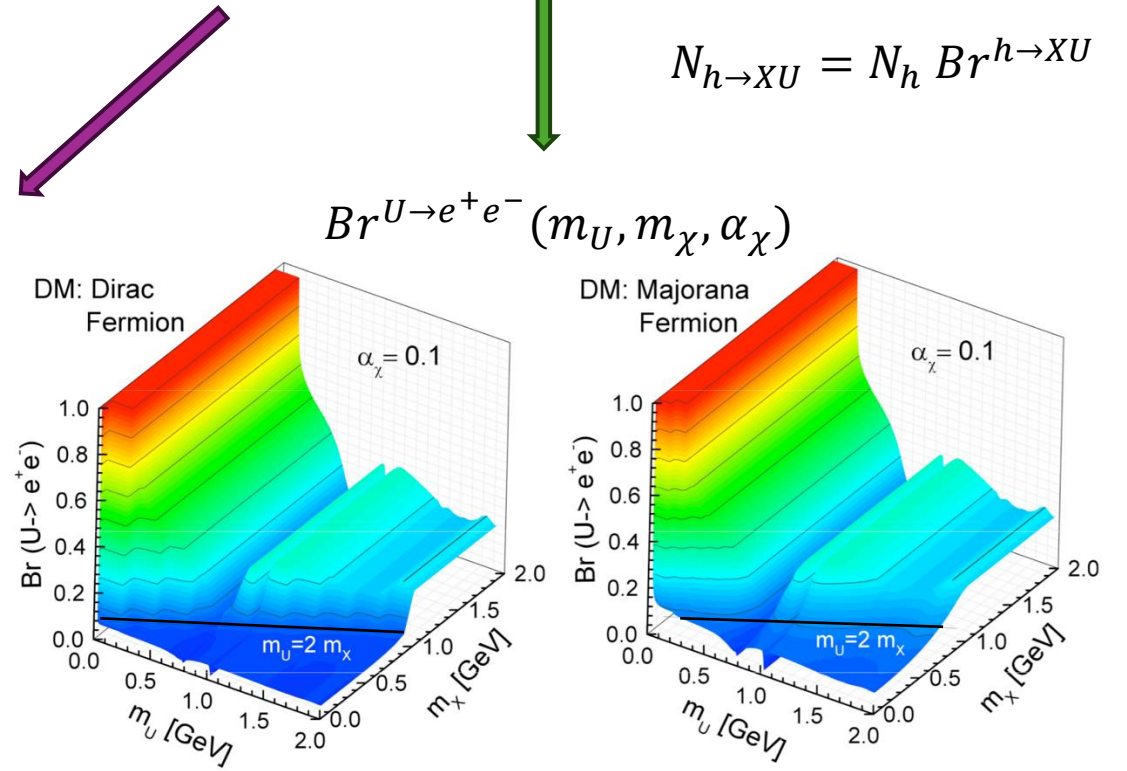 N_{h→XU} = N_h Br^{h→XU}
Br^{U→e⁺e⁻}(m_U, m_χ, α_χ)
DM: Dirac
Fermion
α_χ= 0.1
1.0
0.8
0.6
0.4
0.2
0.0
Br (U-> e⁺e⁻)
m_U=2 m_X
0.0
0.5
1.0
1.5
2.0
m_U [GeV]
0.0
0.5
1.0
1.5
2.0
m_X [GeV]
DM: Majorana
Fermion
α_χ= 0.1
1.0
0.8
0.6
0.4
0.2
0.0
Br (U-> e⁺e⁻)
m_U=2 m_X
0.0
0.5
1.0
1.5
2.0
m_U [GeV]
0.0
0.5
1.0
1.5
2.0
m_X [GeV]